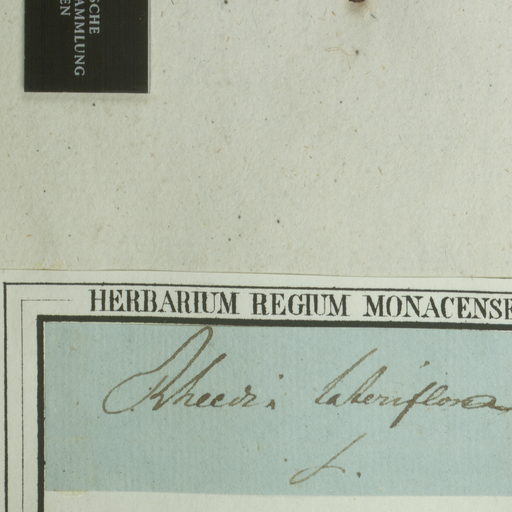 SCHE
AMMLUNG
EN
HERBARIUM REGIUM MONACENSE
Rheedia lateriflora
L.